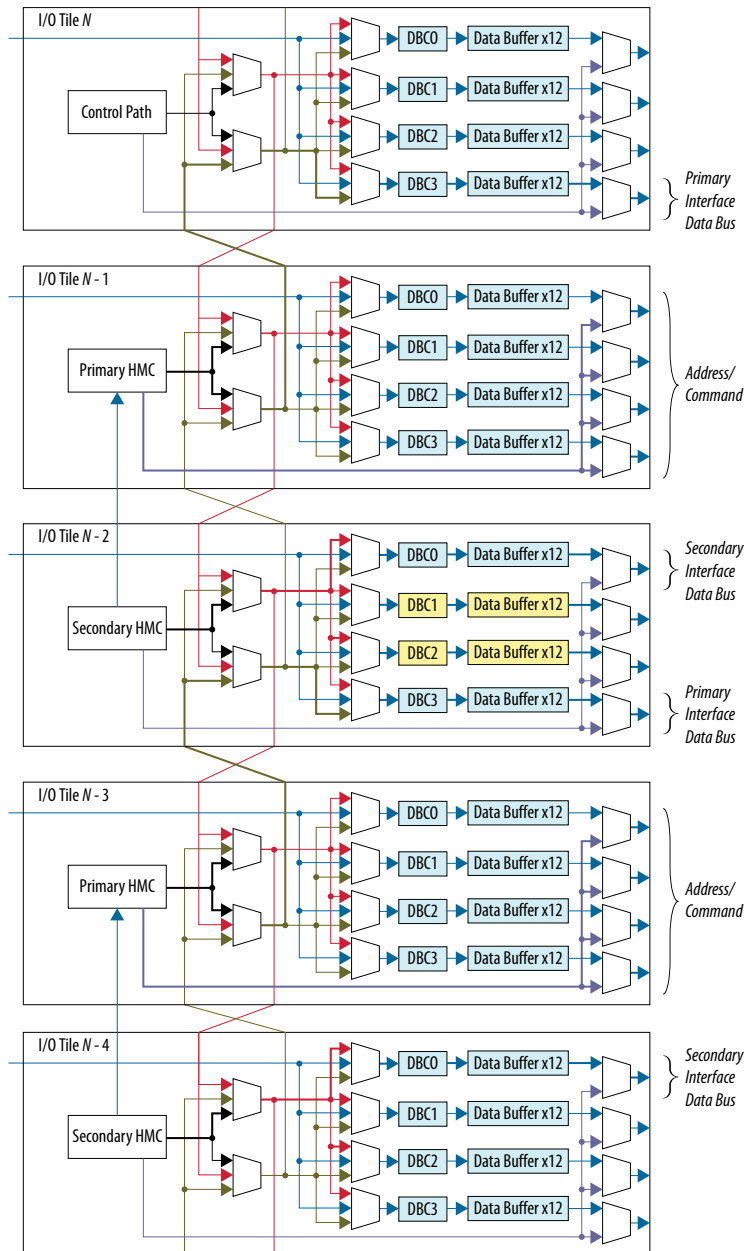 I/O Tile N
DBC0 Data Buffer x12
DBC1 Data Buffer x12
Control Path
DBC2 Data Buffer x12
DBC3 Data Buffer x12
Primary
Interface
Data Bus
I/O Tile N - 1
DBC0 Data Buffer x12
DBC1 Data Buffer x12
Primary HMC
Address/
Command
DBC2 Data Buffer x12
DBC3 Data Buffer x12
I/O Tile N - 2
DBC0 Data Buffer x12
Secondary
Interface
Data Bus
DBC1 Data Buffer x12
Secondary HMC
DBC2 Data Buffer x12
DBC3 Data Buffer x12
Primary
Interface
Data Bus
I/O Tile N - 3
DBC0 Data Buffer x12
DBC1 Data Buffer x12
Primary HMC
Address/
Command
DBC2 Data Buffer x12
DBC3 Data Buffer x12
I/O Tile N - 4
DBC0 Data Buffer x12
Secondary
Interface
Data Bus
DBC1 Data Buffer x12
Secondary HMC
DBC2 Data Buffer x12
DBC3 Data Buffer x12